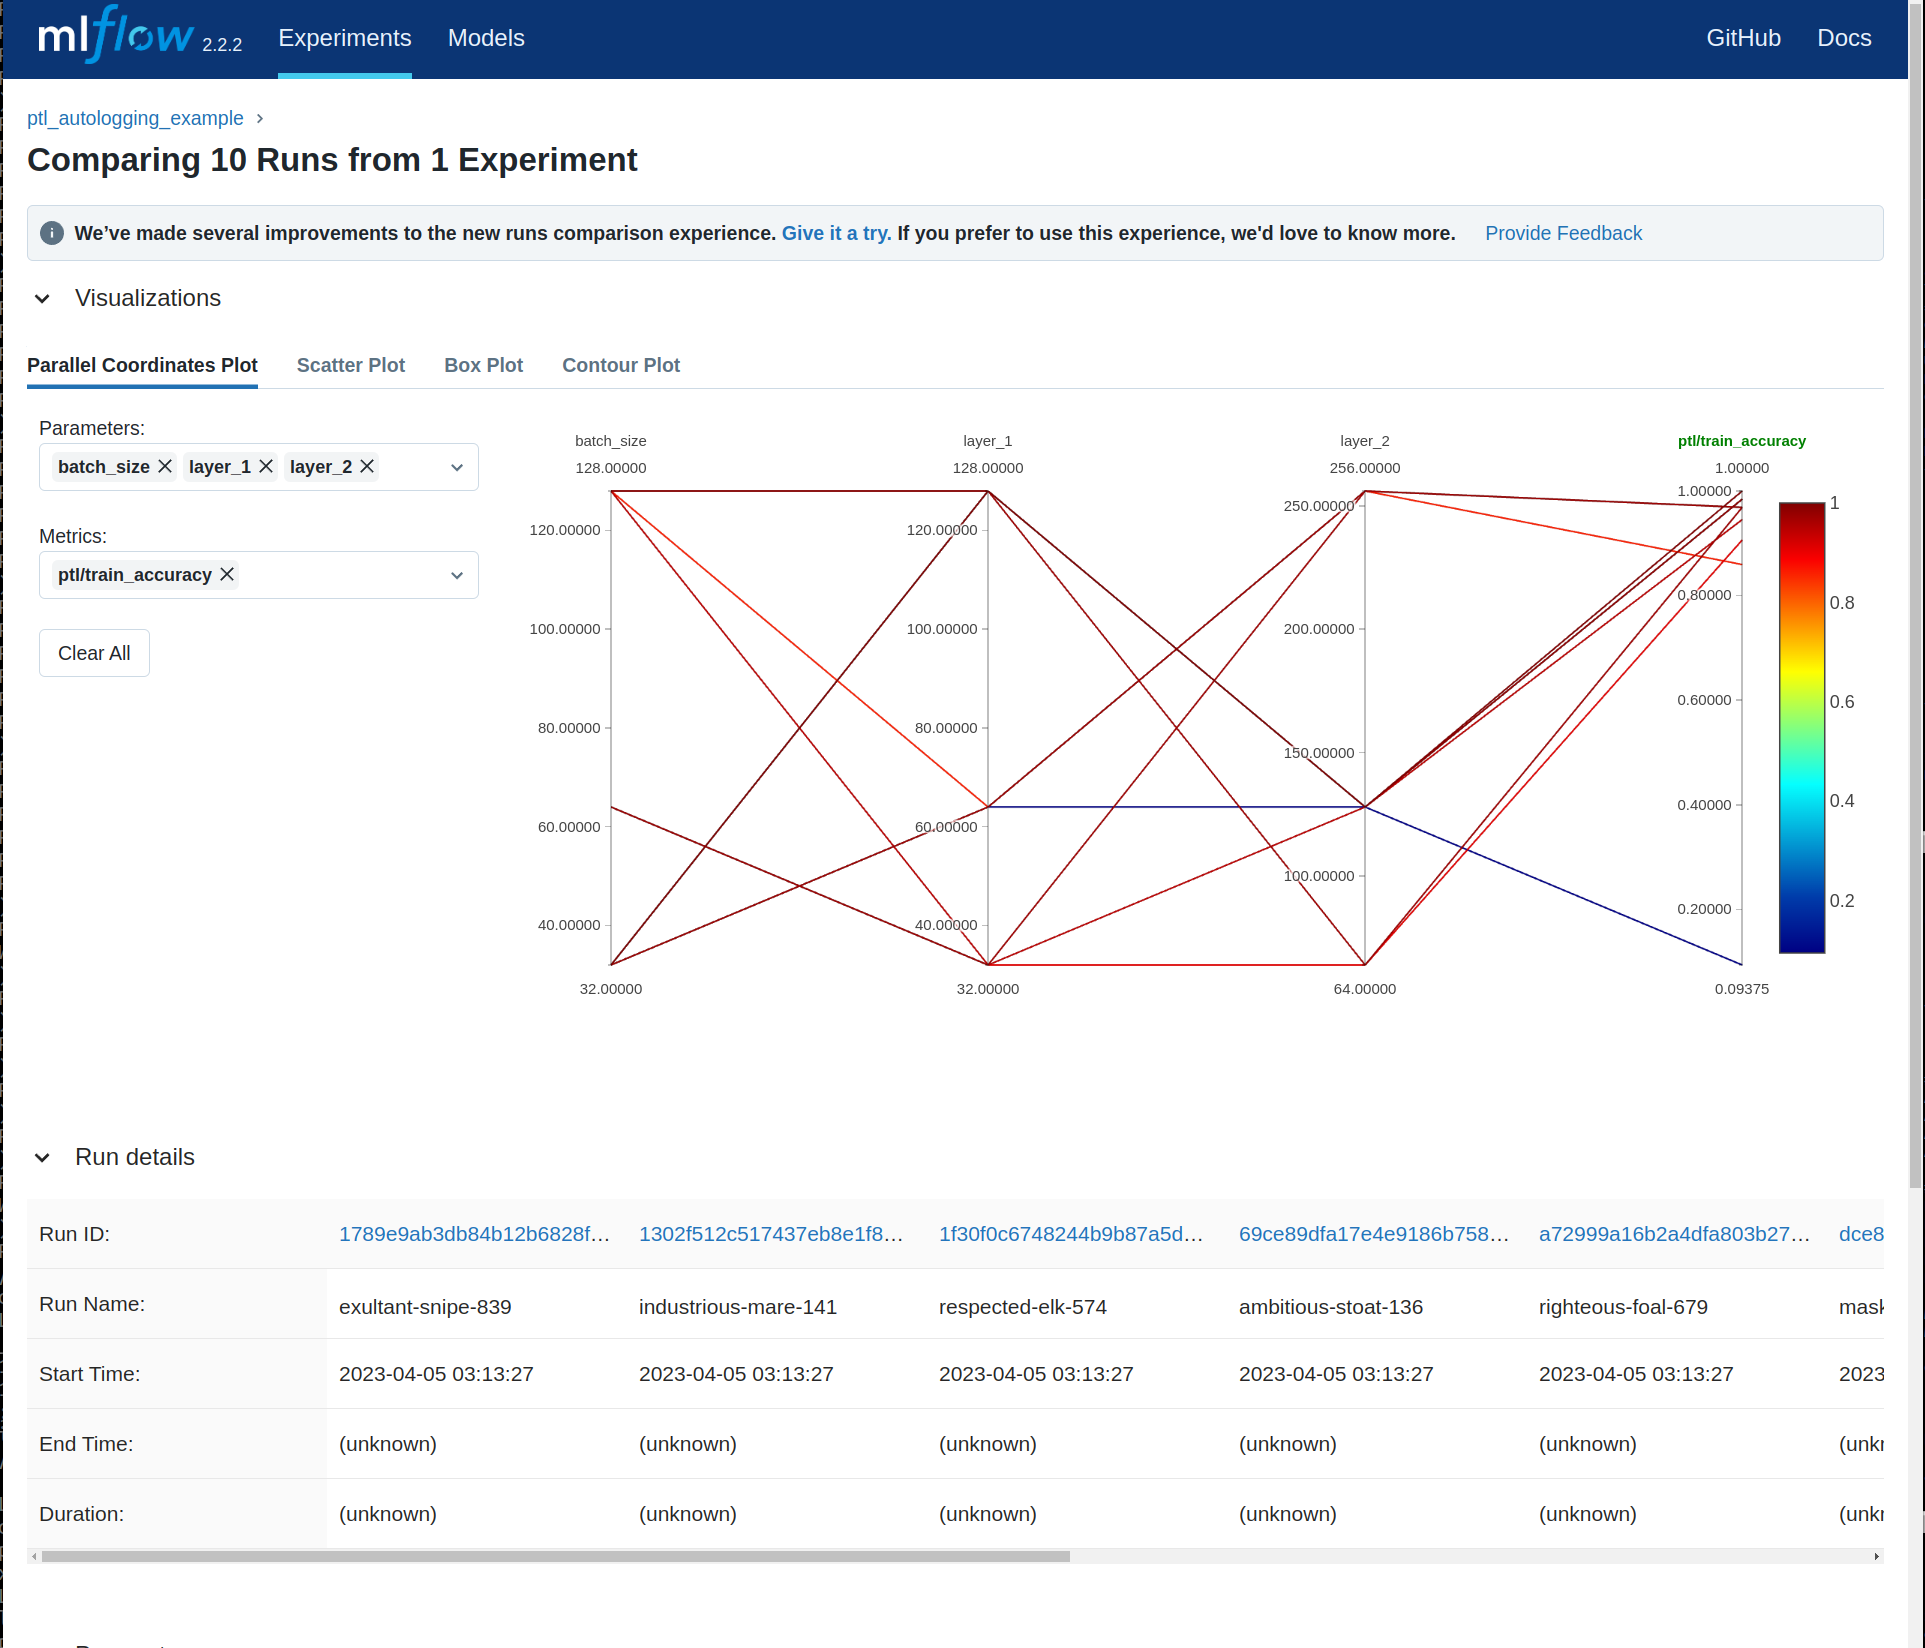 mlflow 2.2.2 Experiments Models GitHub Docs
ptl_autologging_example
Comparing 10 Runs from 1 Experiment
We’ve made several improvements to the new runs comparison experience. Give it a try. If you prefer to use this experience, we'd love to know more. Provide Feedback
Visualizations
Parallel Coordinates Plot Scatter Plot Box Plot Contour Plot
Parameters:
batch_size layer_1 layer_2
Metrics:
ptl/train_accuracy
Clear All
batch_size layer_1 layer_2 ptl/train_accuracy
128.00000 128.00000 256.00000 1.00000
120.00000
100.00000
80.00000
60.00000
40.00000
32.00000
120.00000
100.00000
80.00000
60.00000
40.00000
32.00000
250.00000
200.00000
150.00000
100.00000
64.00000
1.00000
0.80000
0.60000
0.40000
0.20000
0.09375
1
0.8
0.6
0.4
0.2
Run details
Run ID: 1789e9ab3db84b12b6828f... 1302f512c517437eb8e1f8... 1f30f0c6748244b9b87a5d... 69ce89dfa17e4e9186b758... a72999a16b2a4dfa803b27... dce8
Run Name: exultant-snipe-839 industrious-mare-141 respected-elk-574 ambitious-stoat-136 righteous-foal-679 mask
Start Time: 2023-04-05 03:13:27 2023-04-05 03:13:27 2023-04-05 03:13:27 2023-04-05 03:13:27 2023-04-05 03:13:27 2023
End Time: (unknown) (unknown) (unknown) (unknown) (unknown) (unkr
Duration: (unknown) (unknown) (unknown) (unknown) (unknown) (unkr